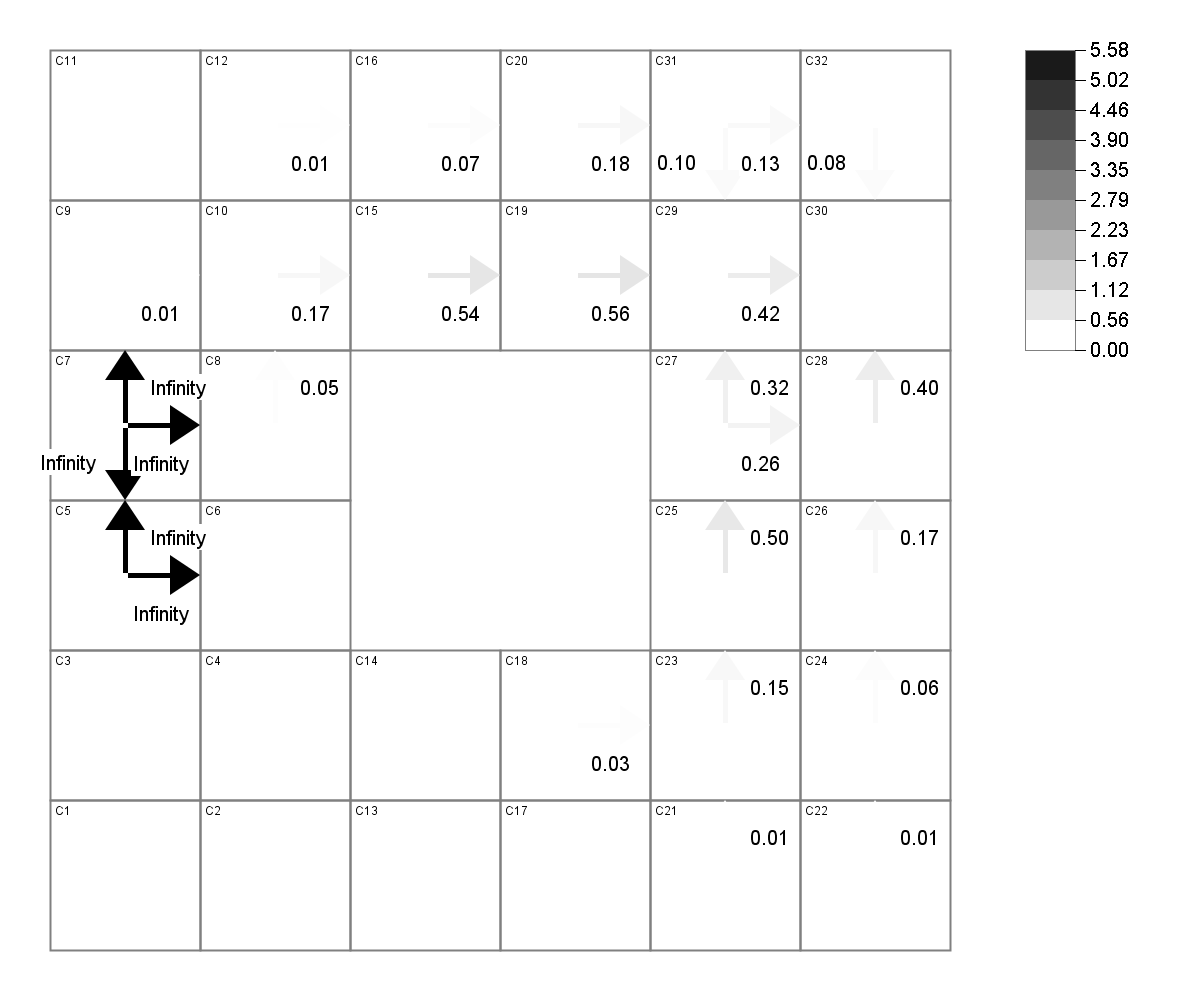 C11 C12 C16 C20 C31 C32
0.01 0.07 0.18 0.10 0.13 0.08
C9 C10 C15 C19 C29 C30
0.01 0.17 0.54 0.56 0.42
C7 C8 C27 C28
Infinity 0.05 0.32 0.40
Infinity Infinity 0.26
C5 C6 C25 C26
Infinity 0.50 0.17
Infinity
C3 C4 C14 C18 C23 C24
0.15 0.06
0.03
C1 C2 C13 C17 C21 C22
0.01 0.01
5.58
5.02
4.46
3.90
3.35
2.79
2.23
1.67
1.12
0.56
0.00